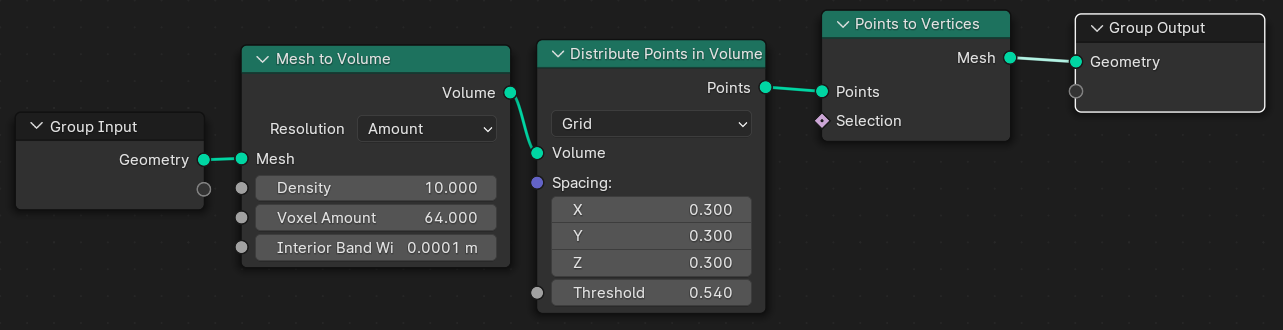 Group Input
Geometry
Mesh to Volume
Volume
Resolution Amount
Mesh
Density 10.000
Voxel Amount 64.000
Interior Band Wi 0.0001 m
Distribute Points in Volume
Points
Grid
Volume
Spacing:
X 0.300
Y 0.300
Z 0.300
Threshold 0.540
Points to Vertices
Mesh
Points
Selection
Group Output
Geometry